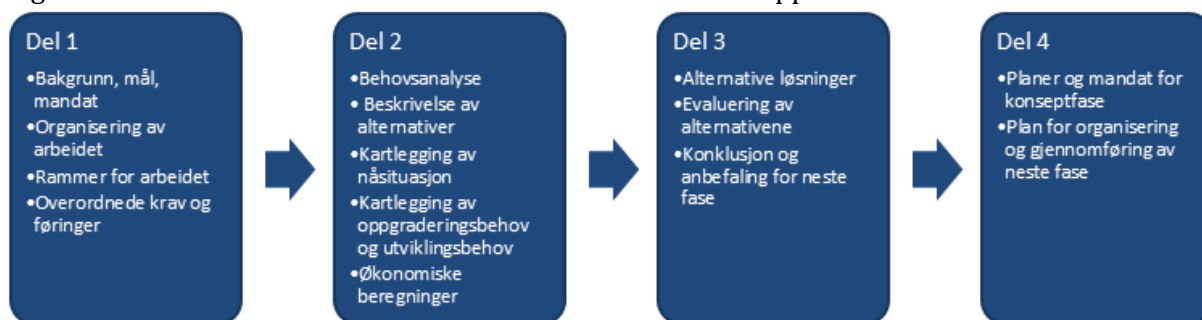 Del 1
•Bakgrunn, mål,
mandat
•Organisering av
arbeidet
•Rammer for arbeidet
•Overordnede krav og
føringer
Del 2
•Behovsanalyse
• Beskrivelse av
alternativer
•Kartlegging av
nåsituasjon
•Kartlegging av
oppgraderingsbehov
og utviklingsbehov
•Økonomiske
beregninger
Del 3
•Alternative løsninger
•Evaluering av
alternativene
•Konklusjon og
anbefaling for neste
fase
Del 4
•Planer og mandat for
konseptfase
•Plan for organisering
og gjennomføring av
neste fase